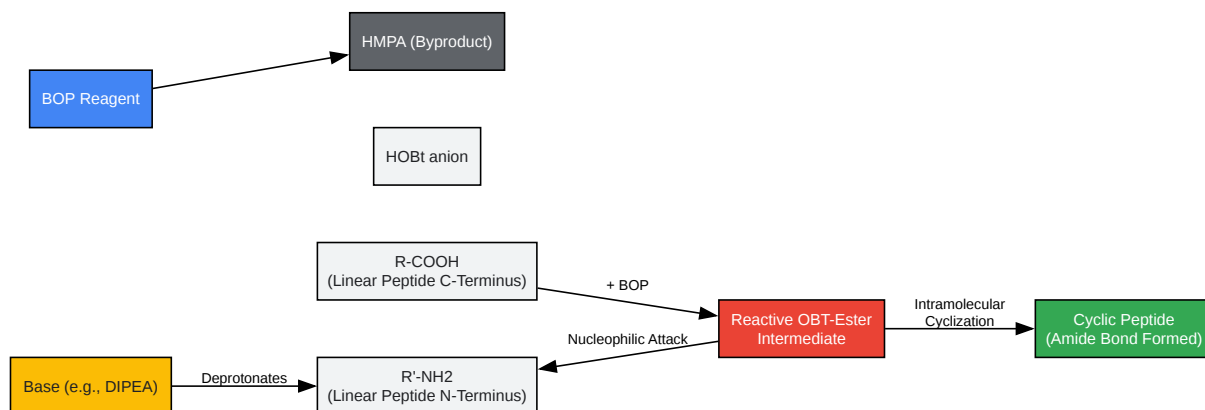 HMPA (Byproduct)
BOP Reagent
HOBt anion
R-COOH
(Linear Peptide C-Terminus)
+ BOP
Reactive OBT-Ester
Intermediate
Intramolecular
Cyclization
Cyclic Peptide
(Amide Bond Formed)
Nucleophilic Attack
Base (e.g., DIPEA)
Deprotonates
R'-NH2
(Linear Peptide N-Terminus)